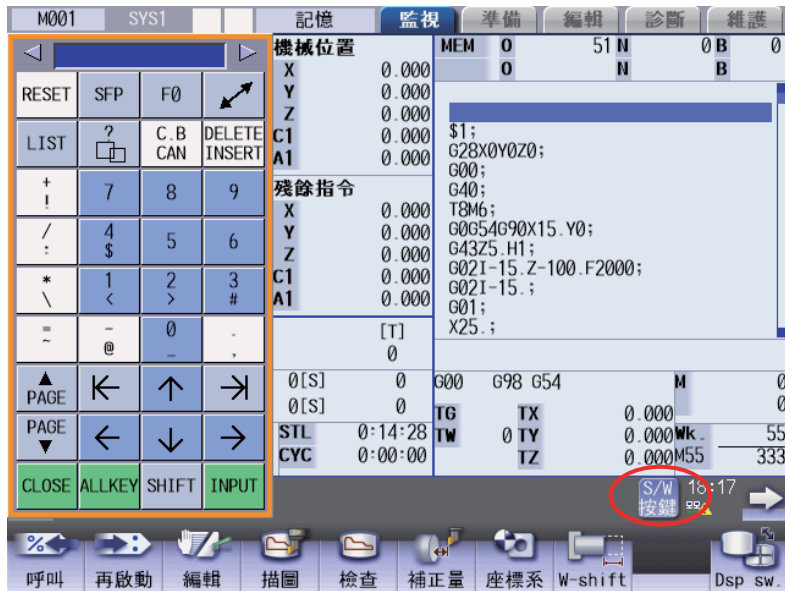 M001 SYS1 記憶 監視 準備 編輯 診斷 維護
RESET SFP F0
LIST ? C.B CAN DELETE INSERT
+ ! 7 8 9
/ : 4 $ 5 6
* \ 1 < 2 > 3 #
= ~ - @ 0 _ . ,
PAGE
PAGE
CLOSE ALLKEY SHIFT INPUT
機械位置
X 0.000
Y 0.000
Z 0.000
C1 0.000
A1 0.000
殘餘指令
X 0.000
Y 0.000
Z 0.000
C1 0.000
A1 0.000
[T]
0
0[S] 0
0[S] 0
STL 0:14:28
CYC 0:00:00
MEM O 51 N 0 B 0
O N B
$1;
G28X0Y0Z0;
G00;
G40;
T8M6;
G0G54G90X15.Y0;
G43Z5.H1;
G02I-15.Z-100.F2000;
G02I-15.;
G01;
X25.;
G00 G98 G54 M 0
0
TG TX 0.000
TW 0 TY 0.000 Wk. 55
TZ 0.000 M55 333
S/W 按鍵 18:17
呼叫 再啟動 編輯 描圖 檢查 補正量 座標系 W-shift Dsp sw.